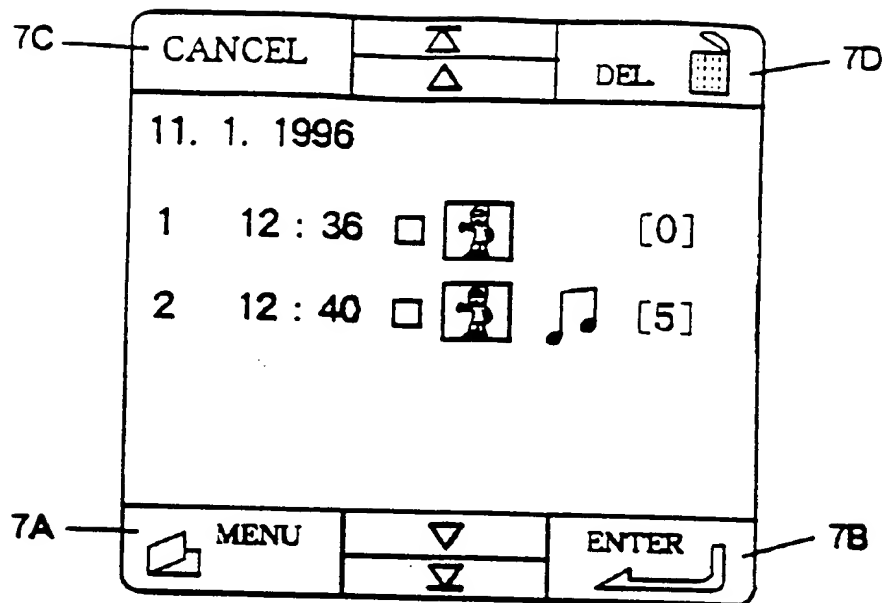 7C CANCEL DEL. 7D
11. 1. 1996
1 12 : 36 [0]
2 12 : 40 [5]
7A MENU ENTER 7B